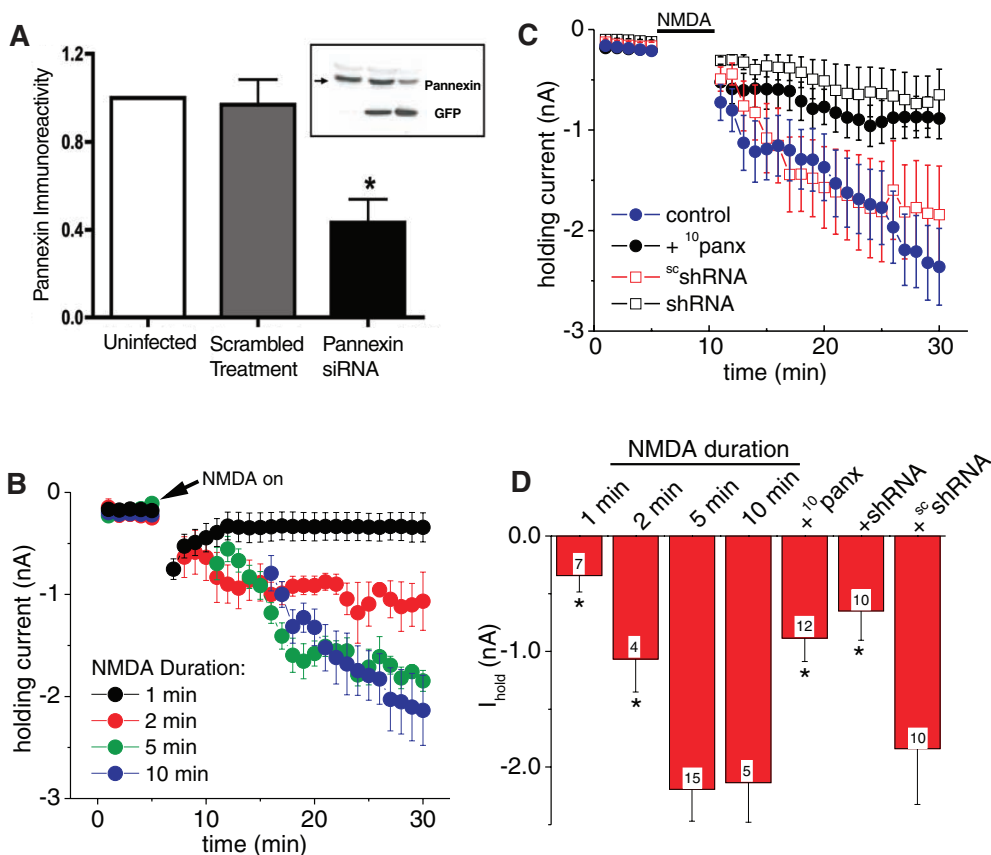 A
Pannexin Immunoreactivity
1.2
0.8
0.4
0.0
*
Pannexin
GFP
Uninfected
Scrambled
Treatment
Pannexin
siRNA
C
NMDA
holding current (nA)
0
-1
-2
-3
control
+ ¹⁰panx
ˢᶜshRNA
shRNA
0
10
20
30
time (min)
B
NMDA on
holding current (nA)
0
-1
-2
-3
NMDA Duration:
1 min
2 min
5 min
10 min
0
10
20
30
time (min)
D
NMDA duration
1 min
2 min
5 min
10 min
+ ¹⁰panx
+shRNA
+ ˢᶜshRNA
I_hold (nA)
0.0
-1.0
-2.0
7
*
4
*
15
5
12
*
10
*
10